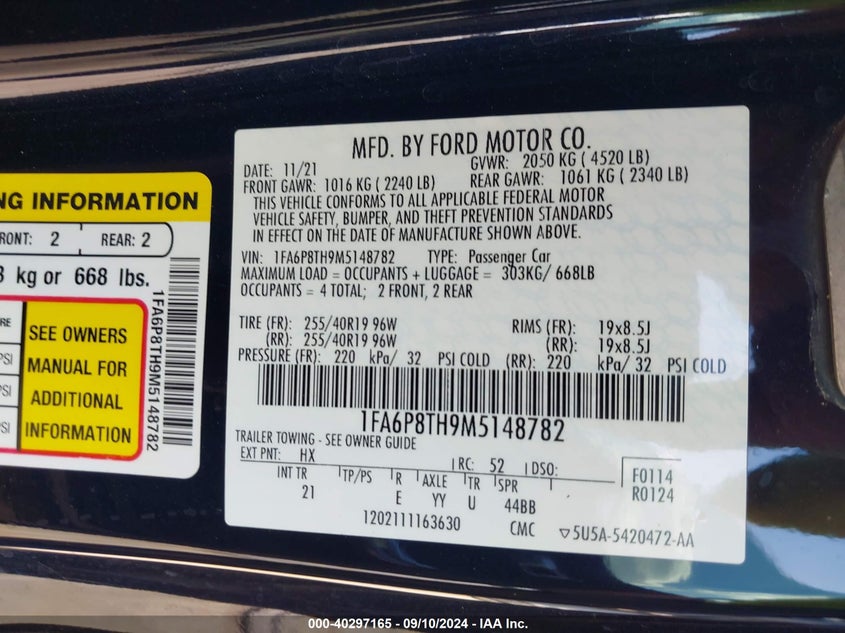 MFD. BY FORD MOTOR CO.
DATE: 11/21 GVWR: 2050 KG ( 4520 LB)
FRONT GAWR: 1016 KG ( 2240 LB) REAR GAWR: 1061 KG ( 2340 LB)
THIS VEHICLE CONFORMS TO ALL APPLICABLE FEDERAL MOTOR
VEHICLE SAFETY, BUMPER, AND THEFT PREVENTION STANDARDS
IN EFFECT ON THE DATE OF MANUFACTURE SHOWN ABOVE.
VIN: 1FA6P8TH9M5148782 TYPE: Passenger Car
MAXIMUM LOAD = OCCUPANTS + LUGGAGE = 303KG/ 668LB
OCCUPANTS = 4 TOTAL; 2 FRONT, 2 REAR
TIRE (FR): 255/40R19 96W RIMS (FR): 19x8.5J
(RR): 255/40R19 96W (RR): 19x8.5J
PRESSURE (FR): 220 kPa/ 32 PSI COLD (RR): 220 kPa/ 32 PSI COLD
1FA6P8TH9M5148782
TRAILER TOWING - SEE OWNER GUIDE
EXT PNT: HX RC: 52 DSO: F0114
INT TR TP/PS R AXLE TR SPR R0124
21 E YY U 44BB
1202111163630 CMC ▽5U5A-5420472-AA
INFORMATION
FRONT: 2 REAR: 2
kg or 668 lbs.
SEE OWNERS
PSI MANUAL FOR
PSI ADDITIONAL
INFORMATION
1FA6P8TH9M5148782
000-40297165 - 09/10/2024 - IAA Inc.